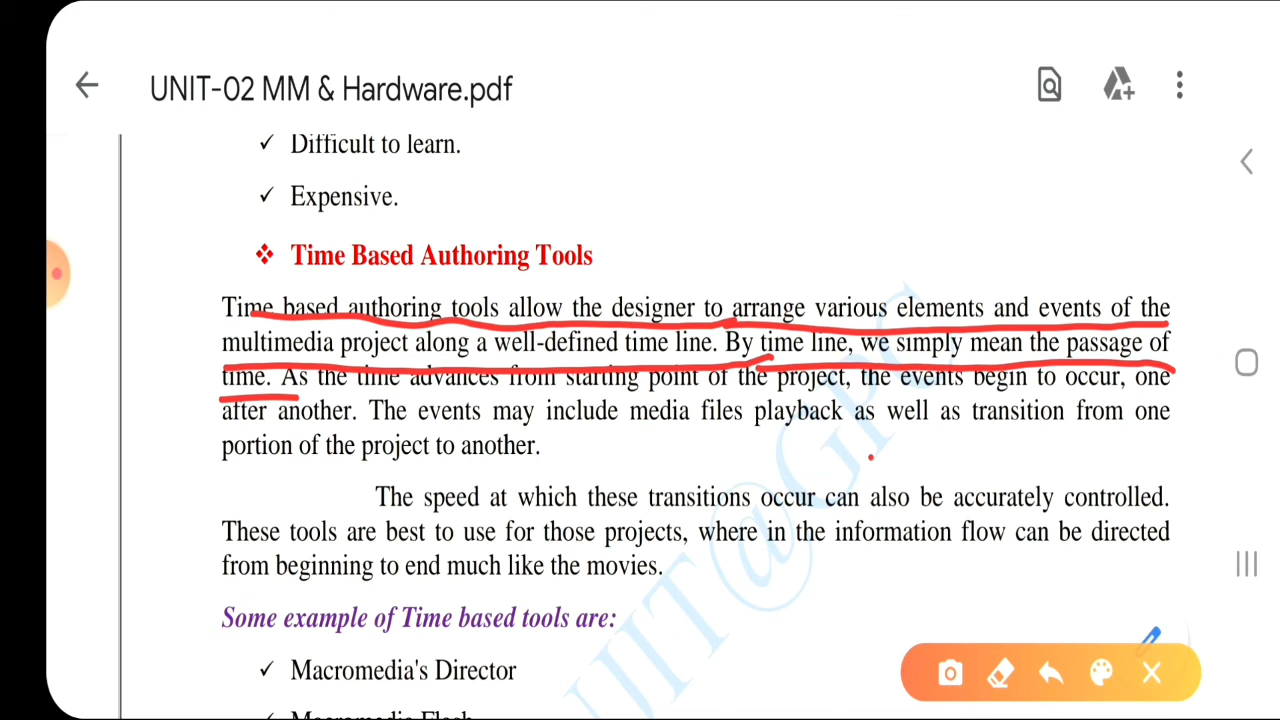 UNIT-02 MM & Hardware.pdf
✓ Difficult to learn.
✓ Expensive.
❖ Time Based Authoring Tools
Time based authoring tools allow the designer to arrange various elements and events of the
multimedia project along a well-defined time line. By time line, we simply mean the passage of
time. As the time advances from starting point of the project, the events begin to occur, one
after another. The events may include media files playback as well as transition from one
portion of the project to another.
The speed at which these transitions occur can also be accurately controlled.
These tools are best to use for those projects, where in the information flow can be directed
from beginning to end much like the movies.
Some example of Time based tools are:
✓ Macromedia's Director